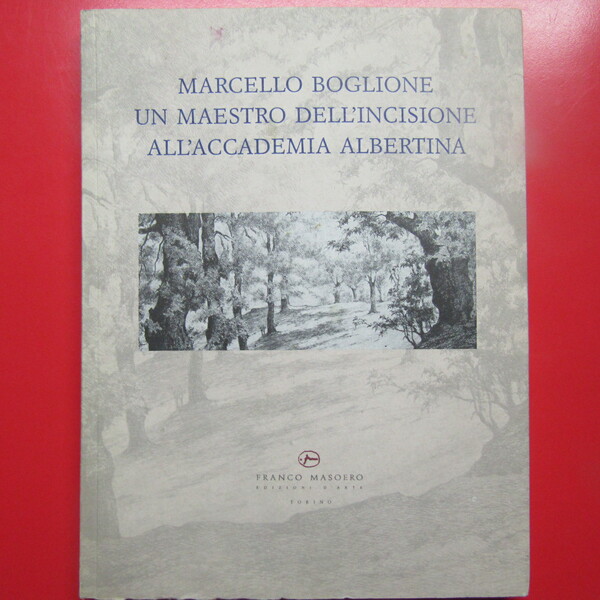 MARCELLO BOGLIONE
UN MAESTRO DELL'INCISIONE
ALL'ACCADEMIA ALBERTINA
FRANCO MASOERO
EDIZIONI D'ARTE
TORINO